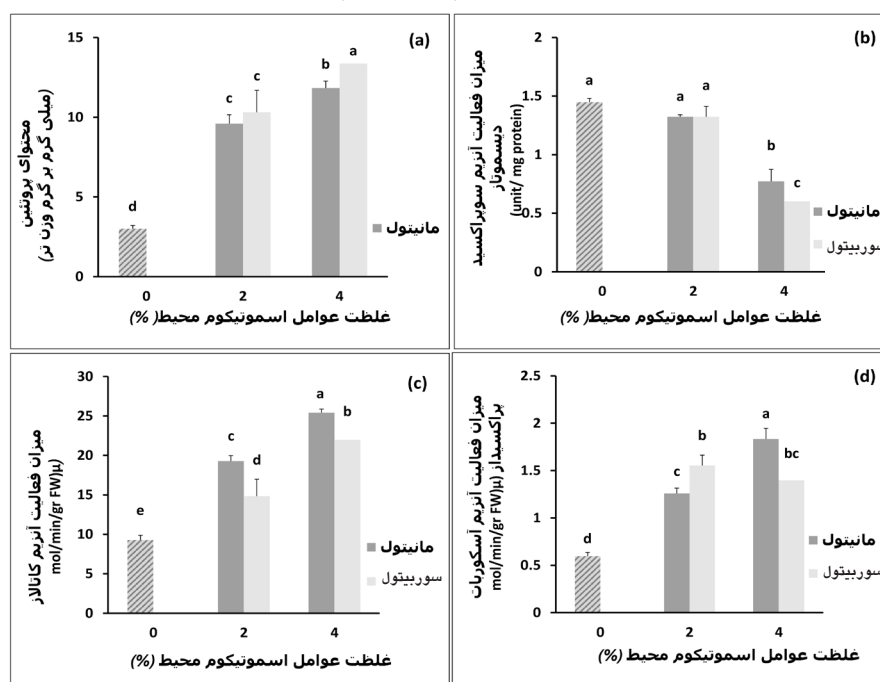 (a)
محتوای پروتئین
(میلی گرم بر گرم وزن تر)
15
10
5
0
d
c
c
b
a
مانیتول
0 2 4
غلظت عوامل اسموتیکوم محیط( %)
(b)
میزان فعالیت آنزیم سوپراکسید
دیسموتاز
(unit/ mg protein)
2
1.5
1
0.5
0
a
a
a
b
c
مانیتول
سوربیتول
0 2 4
غلظت عوامل اسموتیکوم محیط( %)
(c)
میزان فعالیت آنزیم کاتالاز
mol/min/gr FW)µ)
30
25
20
15
10
5
0
e
c
d
a
b
مانیتول
سوربیتول
0 2 4
غلظت عوامل اسموتیکوم محیط (%)
(d)
میزان فعالیت آنزیم آسکوربات
پراکسیداز (µ(mol/min/gr FW
2.5
2
1.5
1
0.5
0
d
c
b
a
bc
مانیتول
سوربیتول
0 2 4
غلظت عوامل اسموتیکوم محیط (%)